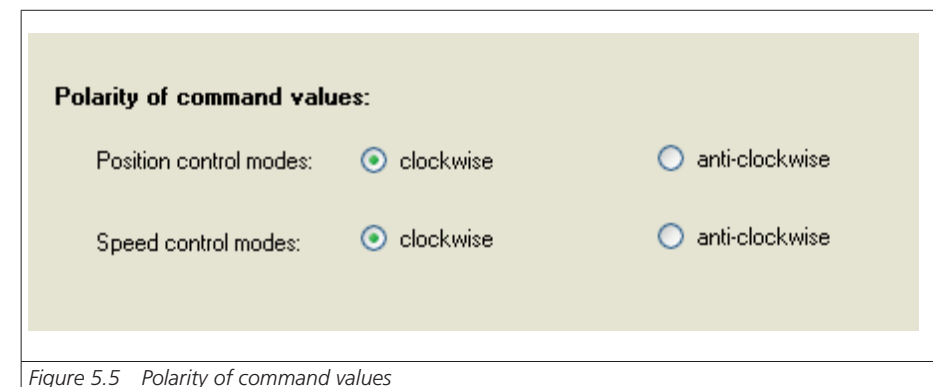 Polarity of command values:
Position control modes: clockwise anti-clockwise
Speed control modes: clockwise anti-clockwise
Figure 5.5 Polarity of command values